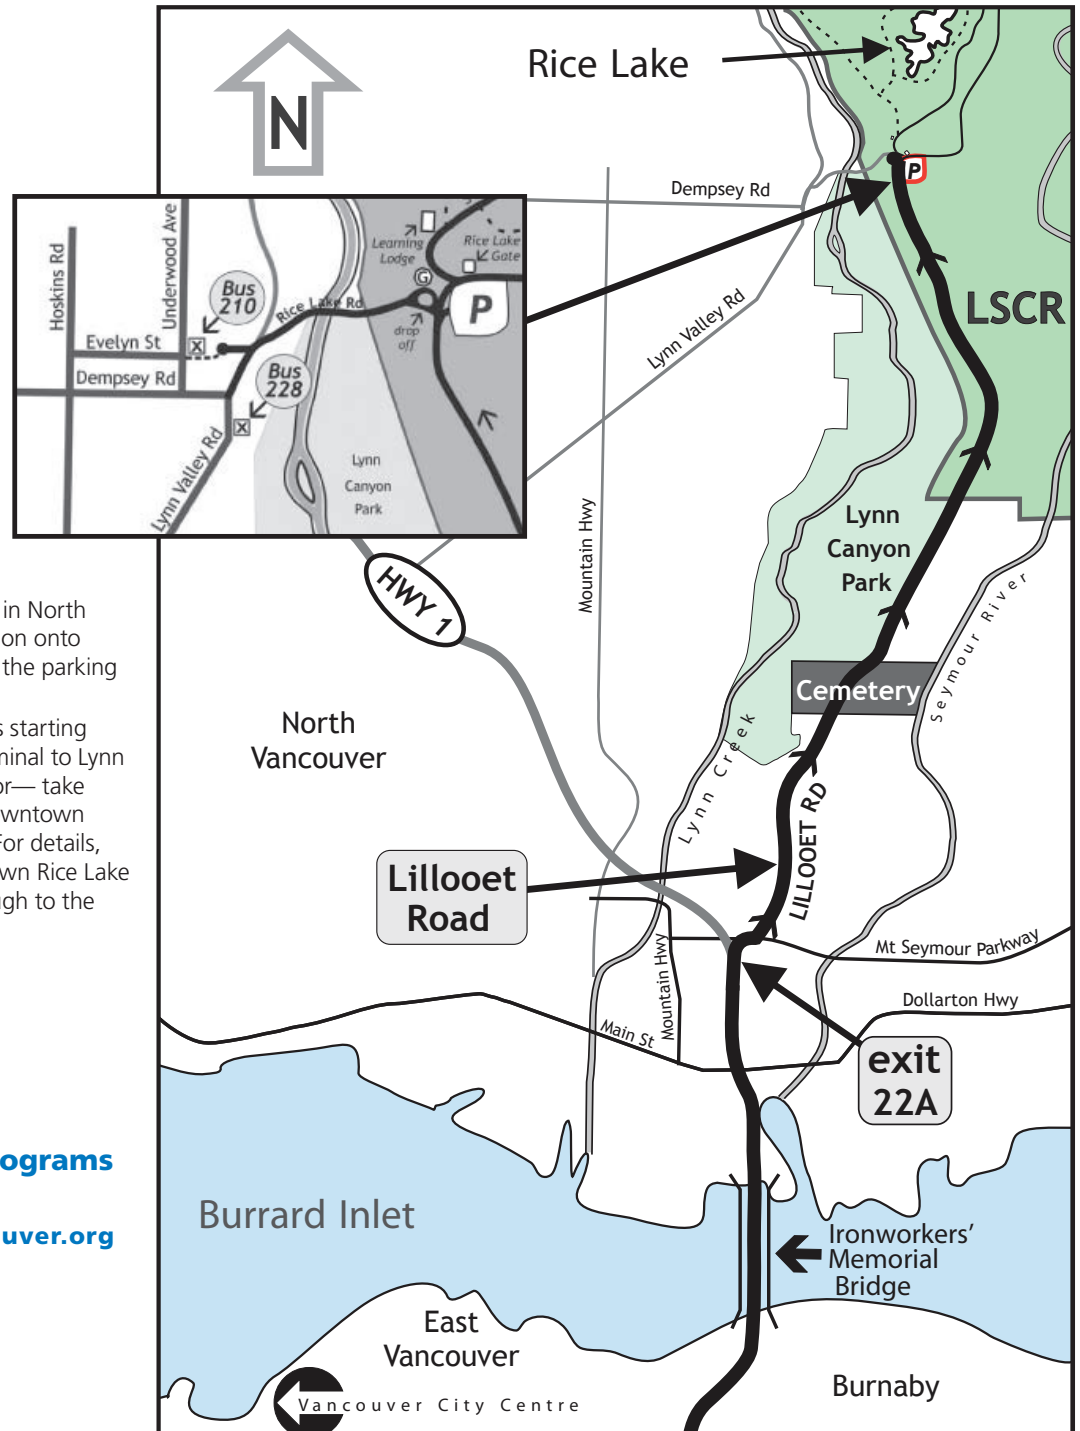 Rice Lake
N
Dempsey Rd
P
LSCR
Lynn Valley Rd
Mountain Hwy
Hoskins Rd
Underwood Ave
Bus
210
Evelyn St
Dempsey Rd
Bus
228
Lynn Valley Rd
Rice Lake Rd
Learning
Lodge
Rice Lake
Gate
G
drop
off
P
Lynn
Canyon
Park
HWY 1
Lynn
Canyon
Park
Seymour River
Cemetery
North
Vancouver
Lynn Creek
LILLOOET RD
Lillooet
Road
Mountain Hwy
Mt Seymour Parkway
Dollarton Hwy
Main St
exit
22A
Burrard Inlet
Ironworkers'
Memorial
Bridge
East
Vancouver
Burnaby
Vancouver City Centre
in North
on onto
the parking
s starting
minal to Lynn
or— take
owntown
For details,
wn Rice Lake
ugh to the
ograms
uver.org